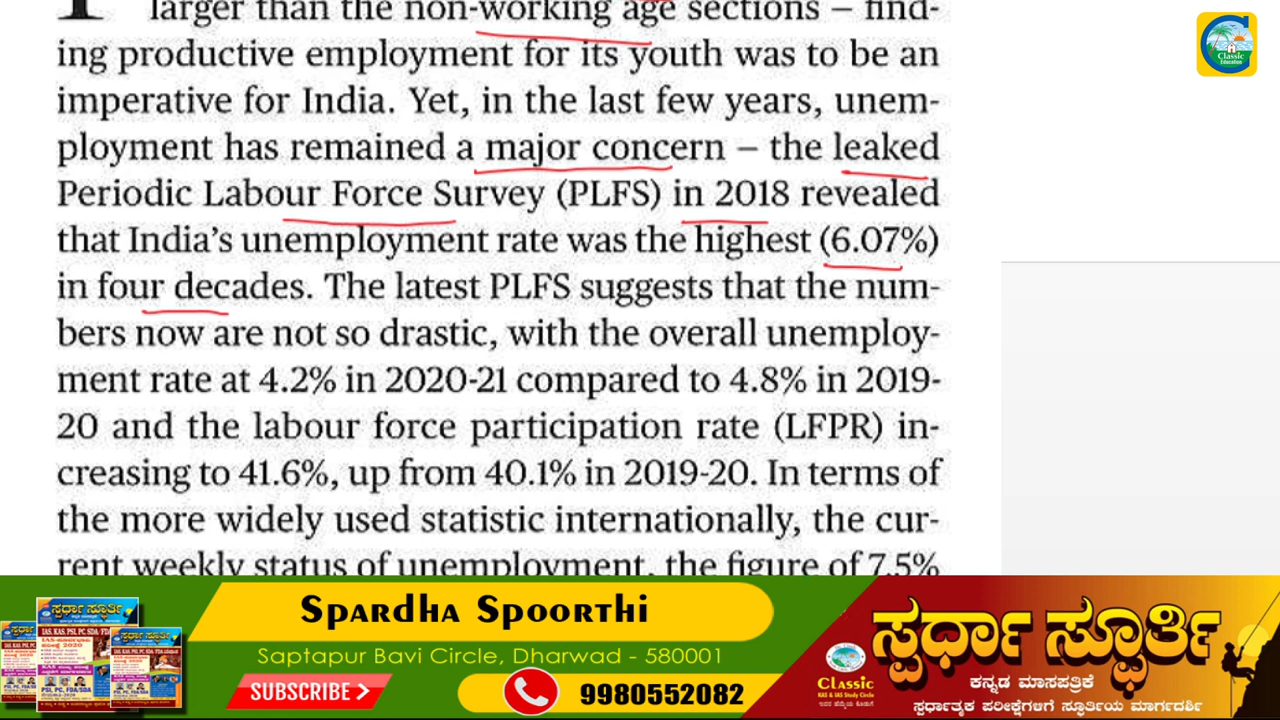 larger than the non-working age sections – find-
ing productive employment for its youth was to be an
imperative for India. Yet, in the last few years, unem-
ployment has remained a major concern – the leaked
Periodic Labour Force Survey (PLFS) in 2018 revealed
that India’s unemployment rate was the highest (6.07%)
in four decades. The latest PLFS suggests that the num-
bers now are not so drastic, with the overall unemploy-
ment rate at 4.2% in 2020-21 compared to 4.8% in 2019-
20 and the labour force participation rate (LFPR) in-
creasing to 41.6%, up from 40.1% in 2019-20. In terms of
the more widely used statistic internationally, the cur-
rent weekly status of unemployment, the figure of 7.5%
Classic
Education
Spardha Spoorthi
Saptapur Bavi Circle, Dharwad - 580001
SUBSCRIBE
9980552082
ಸ್ಪರ್ಧಾ ಸ್ಫೂರ್ತಿ
ಕನ್ನಡ ಮಾಸಪತ್ರಿಕೆ
ಸ್ಪರ್ಧಾತ್ಮಕ ಪರೀಕ್ಷೆಗಳಿಗೆ ಸ್ಫೂರ್ತಿಯ ಮಾರ್ಗದರ್ಶಿ
Classic
KAS & IAS Study Circle
ಸ್ಪರ್ಧಾ ಸ್ಫೂರ್ತಿ